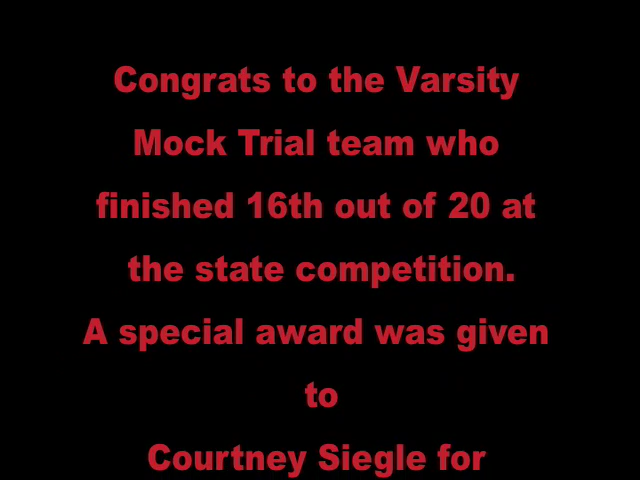 Congrats to the Varsity
Mock Trial team who
finished 16th out of 20 at
the state competition.
A special award was given
to
Courtney Siegle for